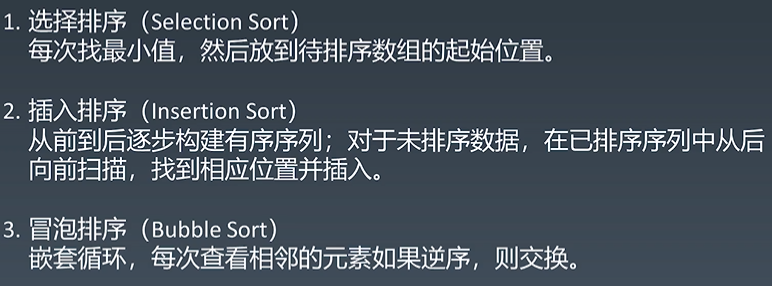 1. 选择排序（Selection Sort）
每次找最小值，然后放到待排序数组的起始位置。
2. 插入排序（Insertion Sort）
从前到后逐步构建有序序列；对于未排序数据，在已排序序列中从后
向前扫描，找到相应位置并插入。
3. 冒泡排序（Bubble Sort）
嵌套循环，每次查看相邻的元素如果逆序，则交换。